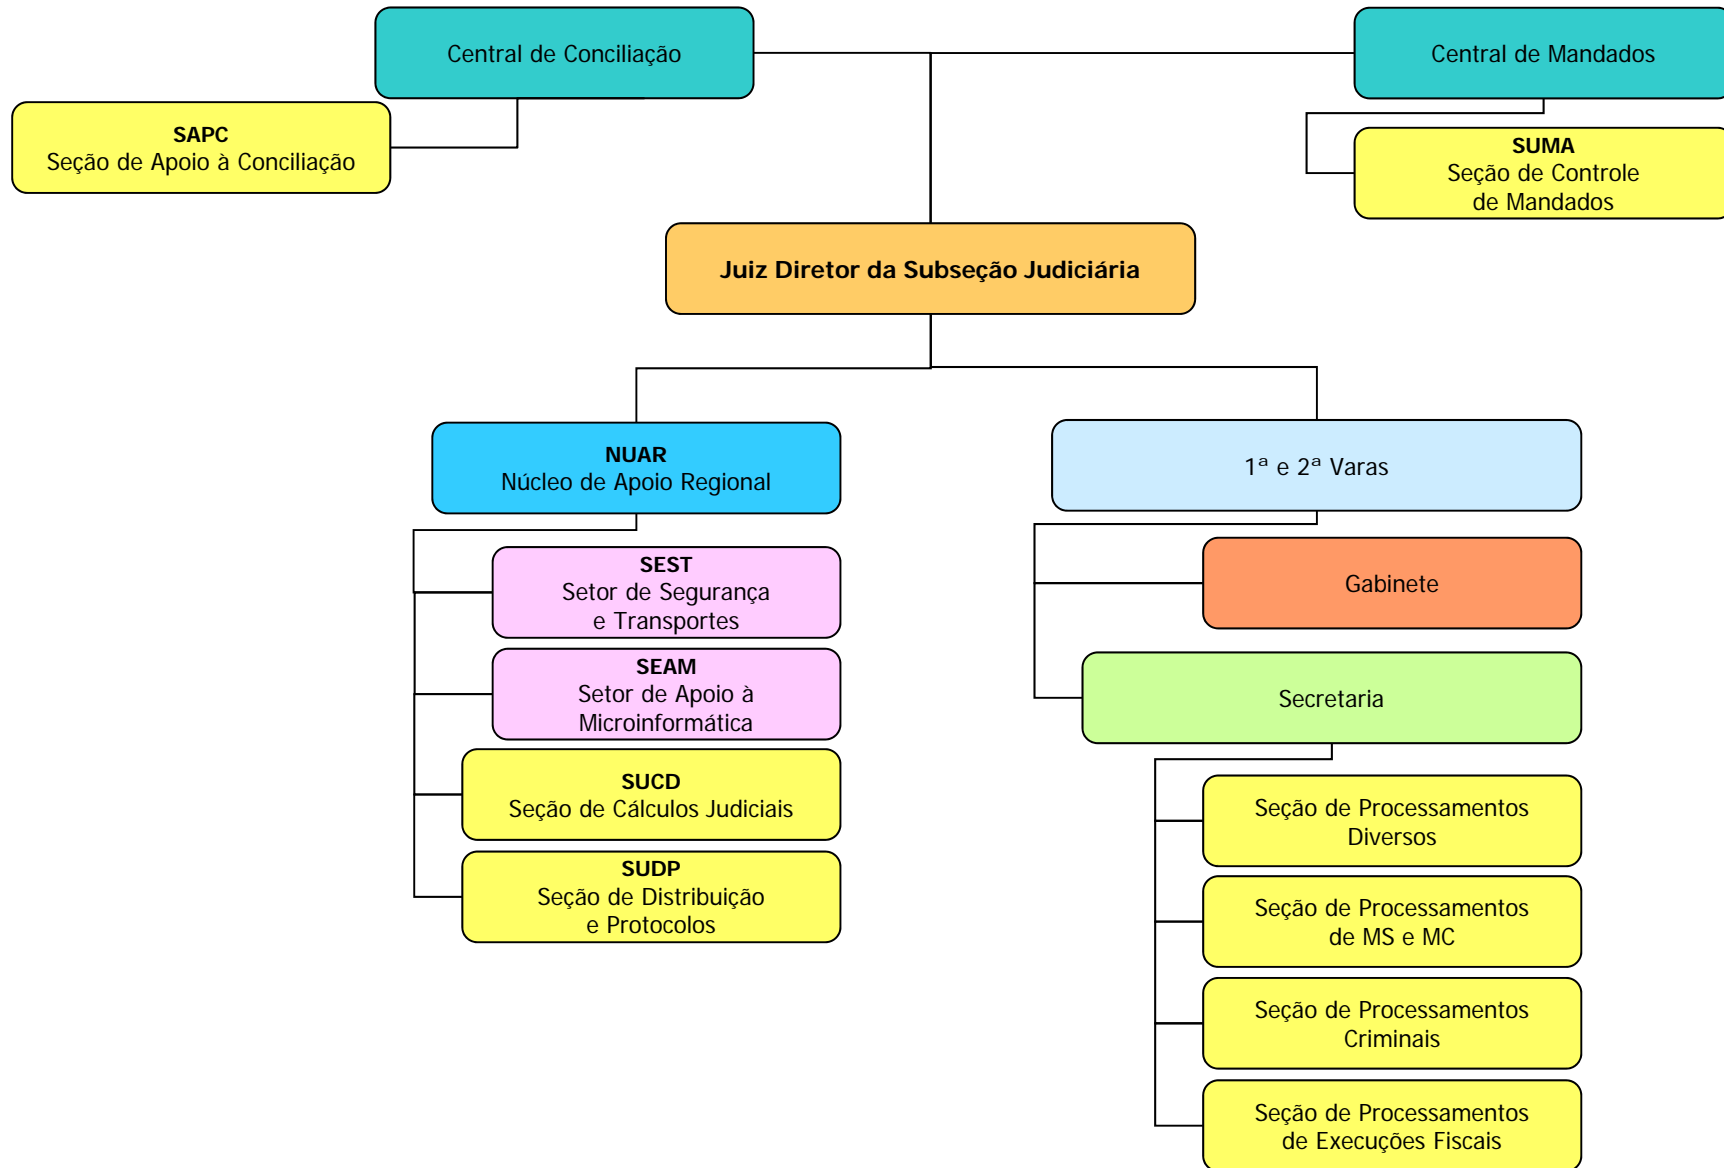 Central de Conciliação
Central de Mandados
SAPC
Seção de Apoio à Conciliação
SUMA
Seção de Controle
de Mandados
Juiz Diretor da Subseção Judiciária
NUAR
Núcleo de Apoio Regional
SEST
Setor de Segurança
e Transportes
SEAM
Setor de Apoio à
Microinformática
SUCD
Seção de Cálculos Judiciais
SUDP
Seção de Distribuição
e Protocolos
1ª e 2ª Varas
Gabinete
Secretaria
Seção de Processamentos
Diversos
Seção de Processamentos
de MS e MC
Seção de Processamentos
Criminais
Seção de Processamentos
de Execuções Fiscais